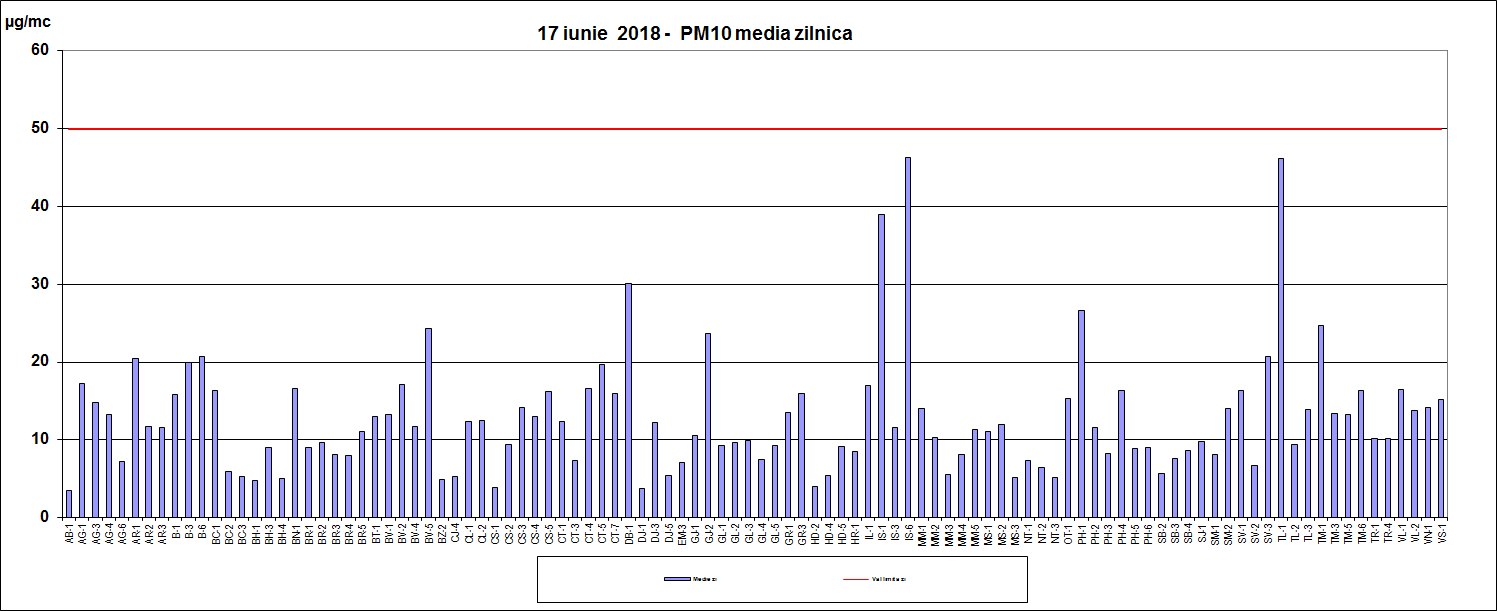 µg/mc
17 iunie 2018 - PM10 media zilnica
60
50
40
30
20
10
0
AB-1 AG-1 AG-3 AG-4 AG-6 AR-1 AR-2 AR-3 B-1 B-3 B-6 BC-1 BC-2 BC-3 BH-1 BH-3 BH-4 BN-1 BR-1 BR-2 BR-3 BR-4 BR-5 BT-1 BV-1 BV-2 BV-4 BV-5 BZ-2 CJ-4 CL-1 CL-2 CS-1 CS-2 CS-3 CS-4 CS-5 CT-1 CT-3 CT-4 CT-5 CT-7 DB-1 DJ-1 DJ-3 DJ-5 EM-3 GJ-1 GJ-2 GL-1 GL-2 GL-3 GL-4 GL-5 GR-1 GR-3 HD-2 HD-4 HD-5 HR-1 IL-1 IS-1 IS-3 IS-6 MM-1 MM-2 MM-3 MM-4 MM-5 MS-1 MS-2 MS-3 NT-1 NT-2 NT-3 OT-1 PH-1 PH-2 PH-3 PH-4 PH-5 PH-6 SB-2 SB-3 SB-4 SJ-1 SM-1 SM-2 SV-1 SV-2 SV-3 TL-1 TL-2 TL-3 TM-1 TM-3 TM-5 TM-6 TR-1 TR-4 VL-1 VL-2 VN-1 VS-1
Media zi Val limita zi